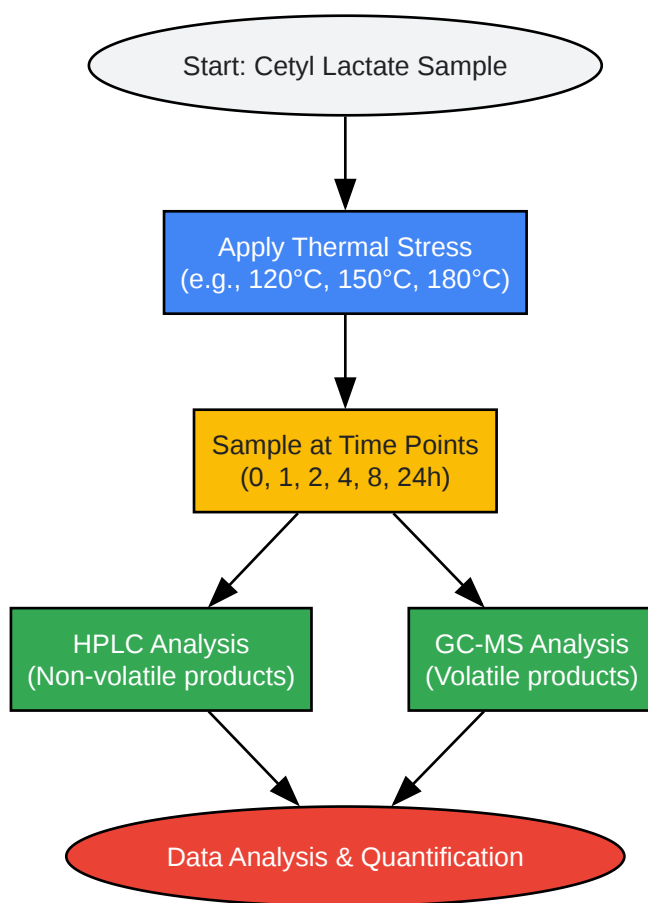 Start: Cetyl Lactate Sample
Apply Thermal Stress
(e.g., 120°C, 150°C, 180°C)
Sample at Time Points
(0, 1, 2, 4, 8, 24h)
HPLC Analysis
(Non-volatile products)
GC-MS Analysis
(Volatile products)
Data Analysis & Quantification